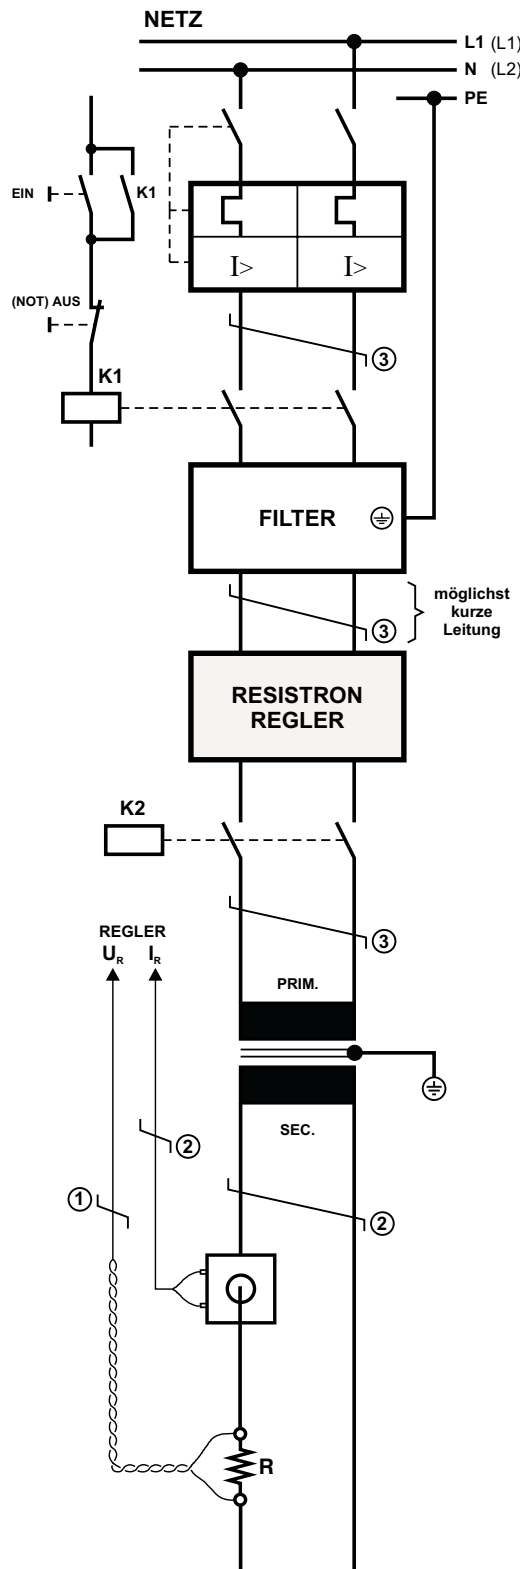 NETZ
L1 (L1)
N (L2)
PE
EIN
K1
I>
I>
(NOT) AUS
3
K1
FILTER
möglichst
kurze
Leitung
3
RESISTRON
REGLER
K2
3
REGLER
UR IR
PRIM.
SEC.
2
1
2
R